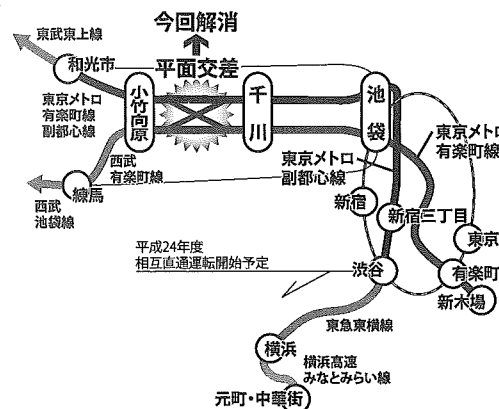 今回解消
平面交差
東武東上線
和光市
小竹向原
千川
池袋
東京メトロ
有楽町線
副都心線
西武
有楽町線
西武
池袋線
練馬
東京メトロ
副都心線
東京メトロ
有楽町線
新宿
新宿三丁目
東京
平成24年度
相互直通運転開始予定
渋谷
有楽町
新木場
東急東横線
横浜
横浜高速
みなとみらい線
元町・中華街